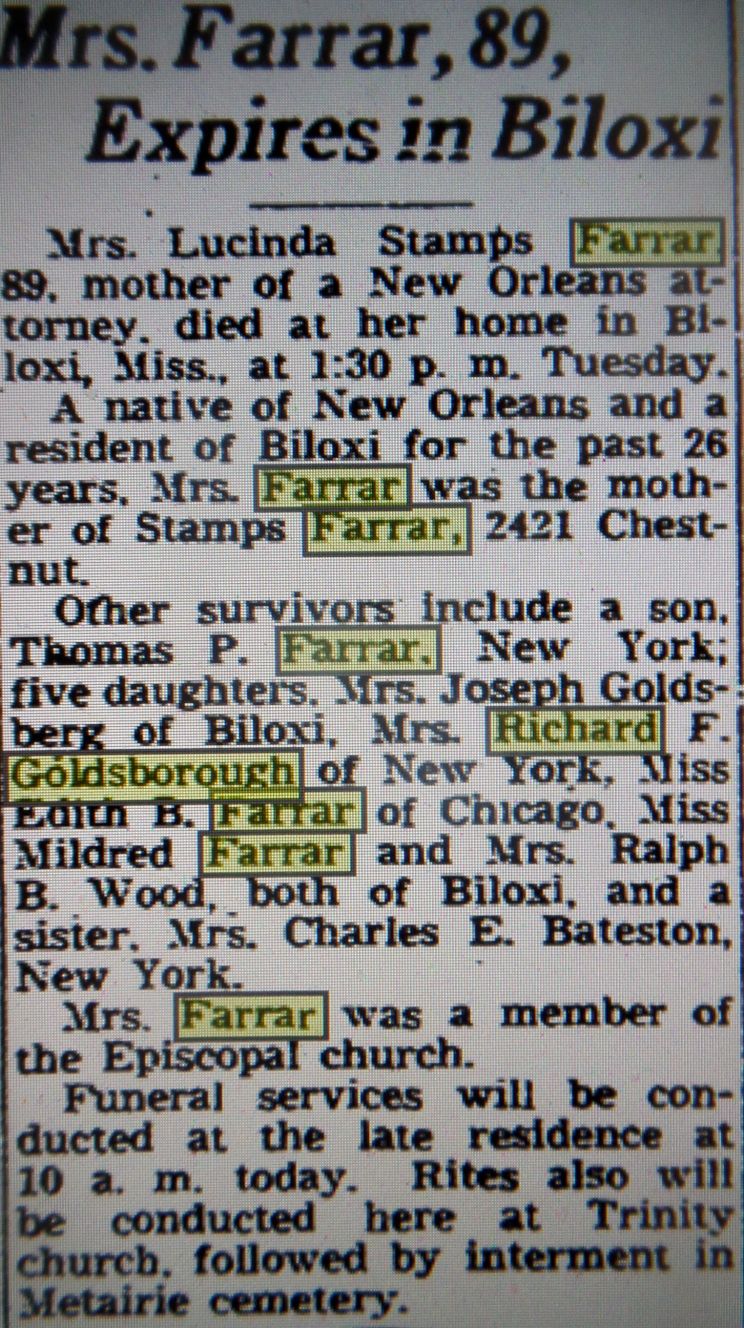 Mrs. Farrar, 89,
Expires in Biloxi
Mrs. Lucinda Stamps Farrar,
89, mother of a New Orleans at-
torney, died at her home in Bi-
loxi, Miss., at 1:30 p. m. Tuesday.
A native of New Orleans and a
resident of Biloxi for the past 26
years, Mrs. Farrar was the moth-
er of Stamps Farrar, 2421 Chest-
nut.
Other survivors include a son,
Thomas P. Farrar, New York;
five daughters, Mrs. Joseph Golds-
berg of Biloxi, Mrs. Richard F.
Goldsborough of New York, Miss
Edith B. Farrar of Chicago, Miss
Mildred Farrar and Mrs. Ralph
B. Wood, both of Biloxi, and a
sister, Mrs. Charles E. Bateston,
New York.
Mrs. Farrar was a member of
the Episcopal church.
Funeral services will be con-
ducted at the late residence at
10 a. m. today. Rites also will
be conducted here at Trinity
church, followed by interment in
Metairie cemetery.